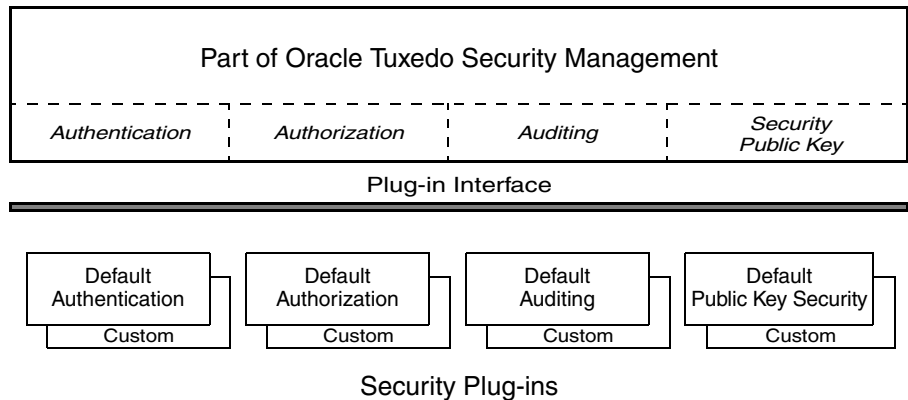 Part of Oracle Tuxedo Security Management
Authentication
Authorization
Auditing
Security
Public Key
Plug-in Interface
Default
Authentication
Custom
Default
Authorization
Custom
Default
Auditing
Custom
Default
Public Key Security
Custom
Security Plug-ins